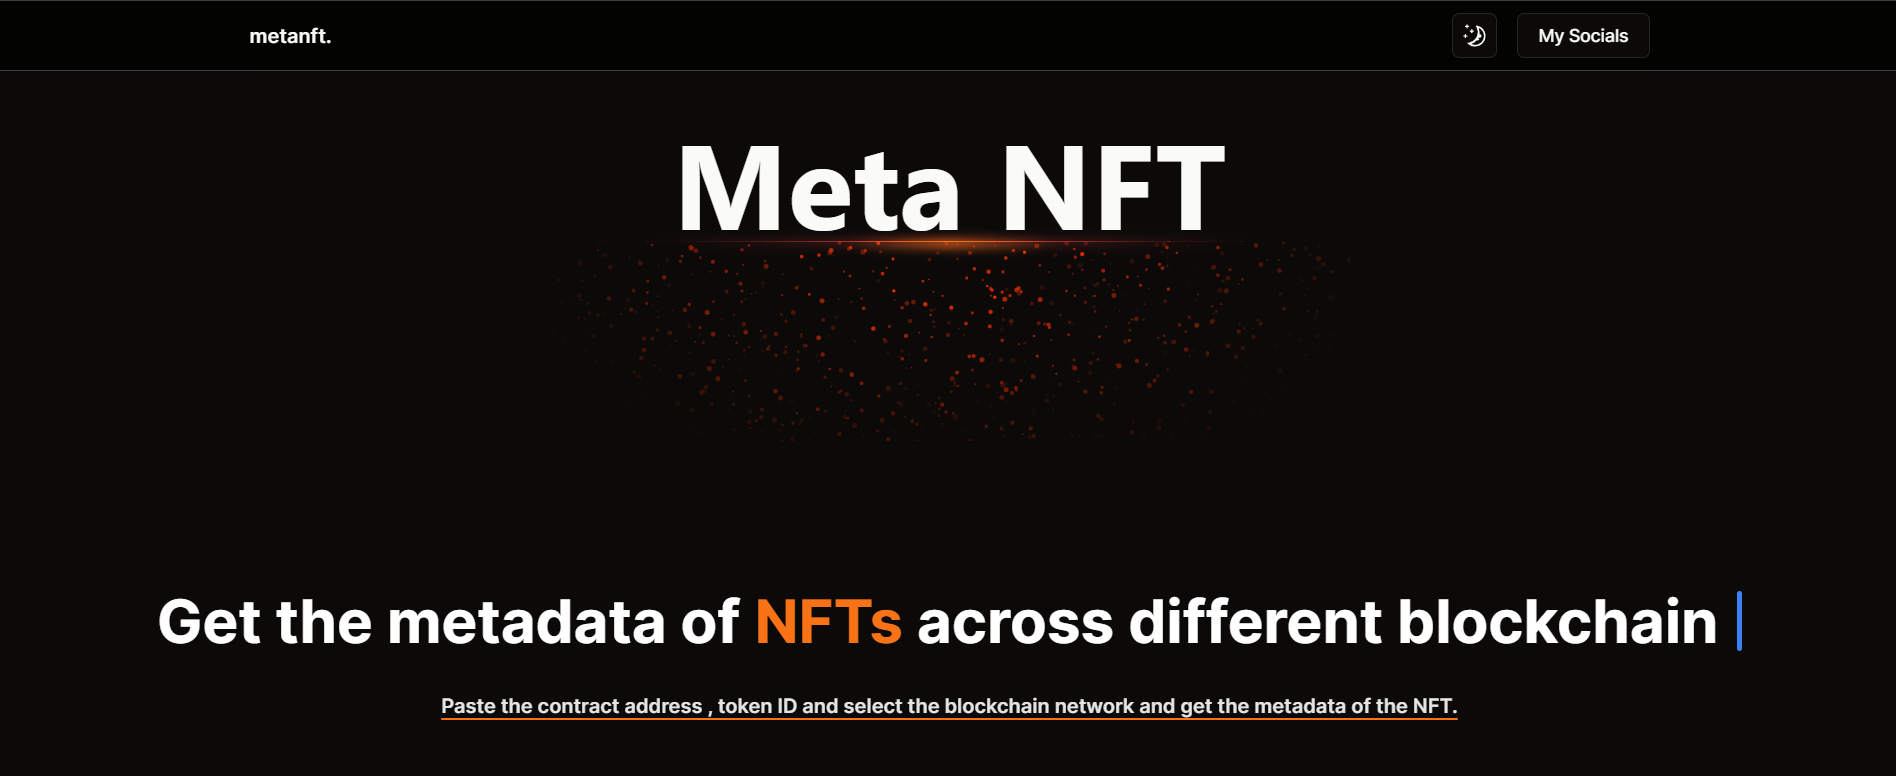 metanft.
My Socials
Meta NFT
Get the metadata of NFTs across different blockchain
Paste the contract address , token ID and select the blockchain network and get the metadata of the NFT.